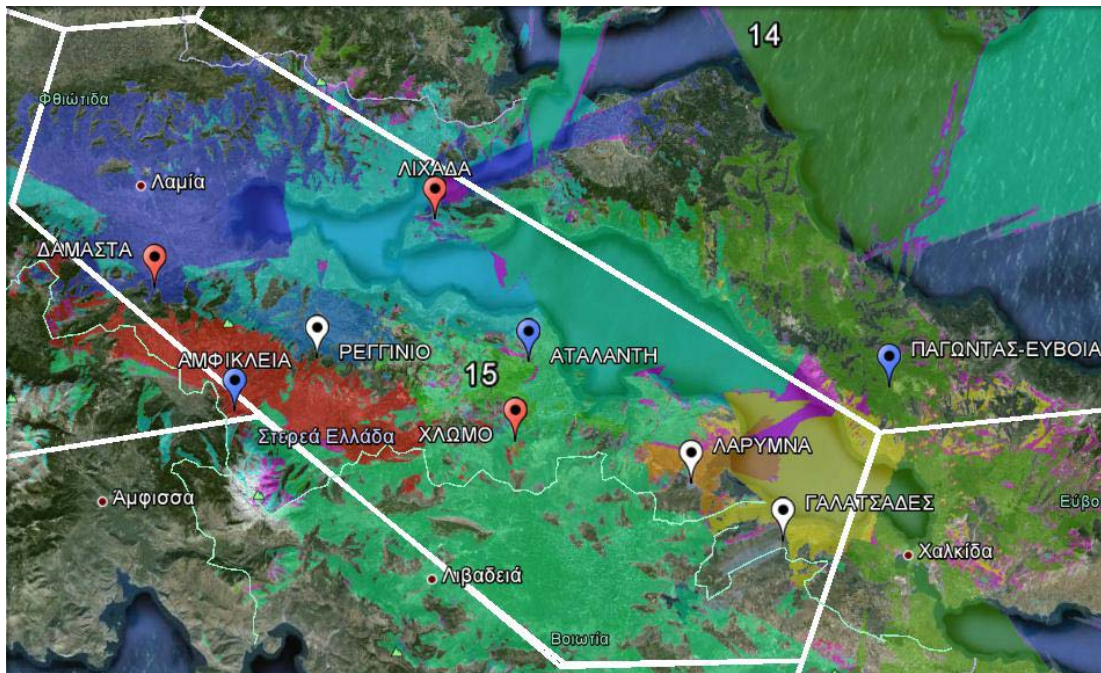 14
Φθιώτιδα
ΛΙΧΑΔΑ
Λαμία
ΔΑΜΑΣΤΑ
ΡΕΓΓΙΝΙΟ
ΑΤΑΛΑΝΤΗ
ΠΑΓΩΝΤΑΣ-ΕΥΒΟΙΑ
ΑΜΦΙΚΛΕΙΑ
15
Στερεά Ελλάδα
ΧΛΩΜΟ
ΛΑΡΥΜΝΑ
Άμφισσα
ΓΑΛΑΤΣΑΔΕΣ
Εύβο
Χαλκίδα
Λιβαδειά
Βοιωτία